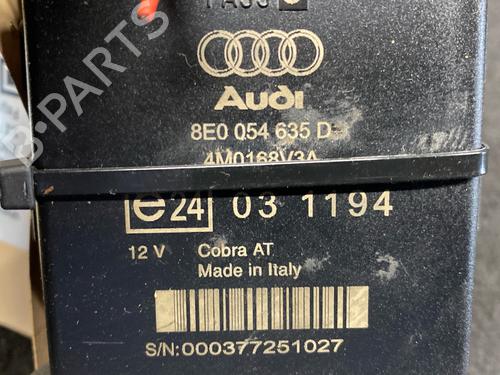 Audi
8E0 054 635 D
4M0168V3A
e24 03 1194
12 V Cobra AT
Made in Italy
S/N:000377251027
B-PARTS